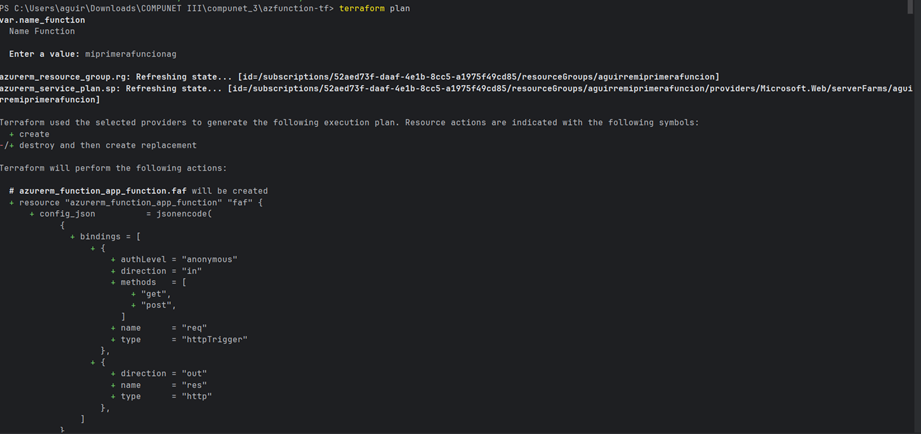 PS C:\Users\aguir\Downloads\COMPUNET III\compunet_3\azfunction-tf> terraform plan
var.name_function
  Name Function

  Enter a value: miprimerafuncionag

azurerm_resource_group.rg: Refreshing state... [id=/subscriptions/52aed73f-daaf-4e1b-8cc5-a1975f49cd85/resourceGroups/aguirremiprimerafuncion]
azurerm_service_plan.sp: Refreshing state... [id=/subscriptions/52aed73f-daaf-4e1b-8cc5-a1975f49cd85/resourceGroups/aguirremiprimerafuncion/providers/Microsoft.Web/serverFarms/agui
rremiprimerafuncion]

Terraform used the selected providers to generate the following execution plan. Resource actions are indicated with the following symbols:
  + create
-/+ destroy and then create replacement

Terraform will perform the following actions:

  # azurerm_function_app_function.faf will be created
  + resource "azurerm_function_app_function" "faf" {
      + config_json          = jsonencode(
            {
              + bindings = [
                  + {
                      + authLevel = "anonymous"
                      + direction = "in"
                      + methods   = [
                          + "get",
                          + "post",
                        ]
                      + name      = "req"
                      + type      = "httpTrigger"
                    },
                  + {
                      + direction = "out"
                      + name      = "res"
                      + type      = "http"
                    },
                ]
            }